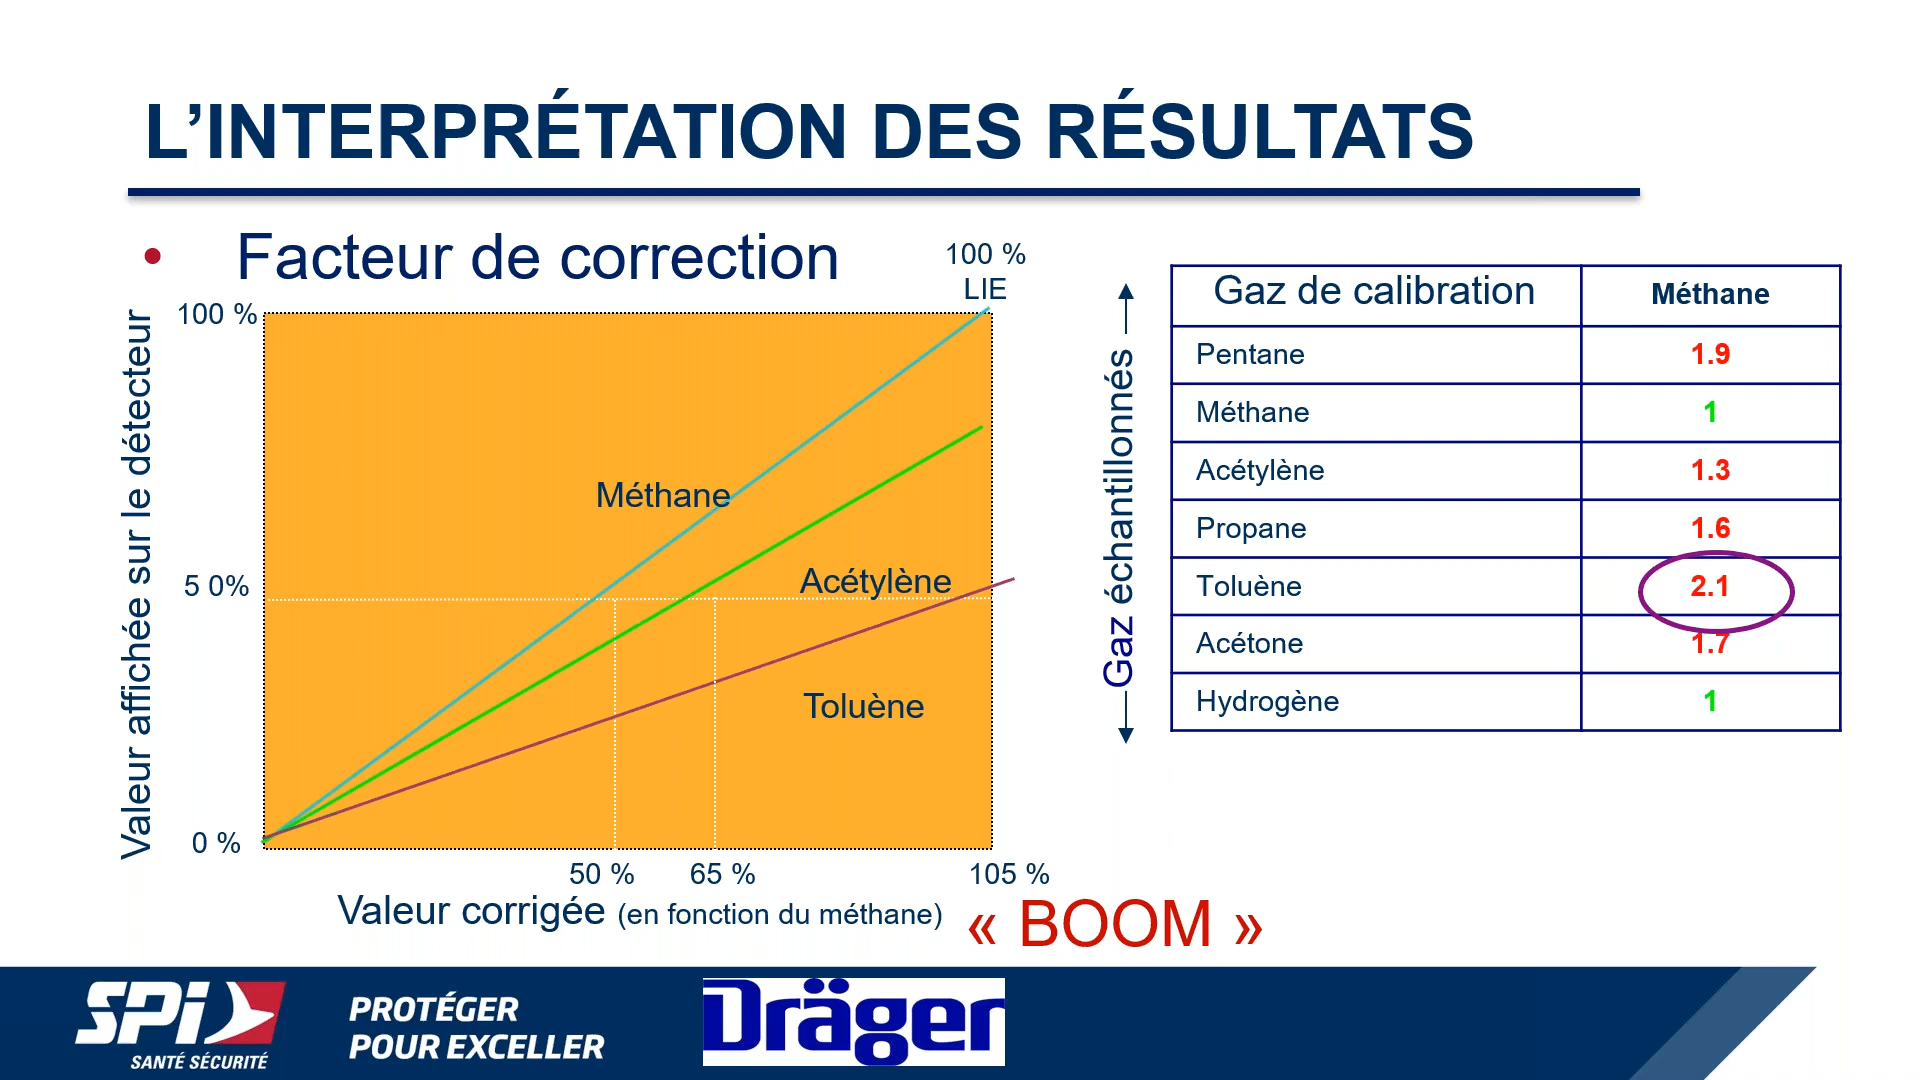 L’INTERPRÉTATION DES RÉSULTATS
• Facteur de correction
100 %
LIE
Valeur affichée sur le détecteur
100 %
5 0%
0 %
Méthane
Acétylène
Toluène
50 %
65 %
105 %
Valeur corrigée (en fonction du méthane)
« BOOM »
Gaz échantillonnés
Gaz de calibration Méthane
Pentane 1.9
Méthane 1
Acétylène 1.3
Propane 1.6
Toluène 2.1
Acétone 1.7
Hydrogène 1
SPi
SANTÉ SÉCURITÉ
PROTÉGER
POUR EXCELLER
Dräger